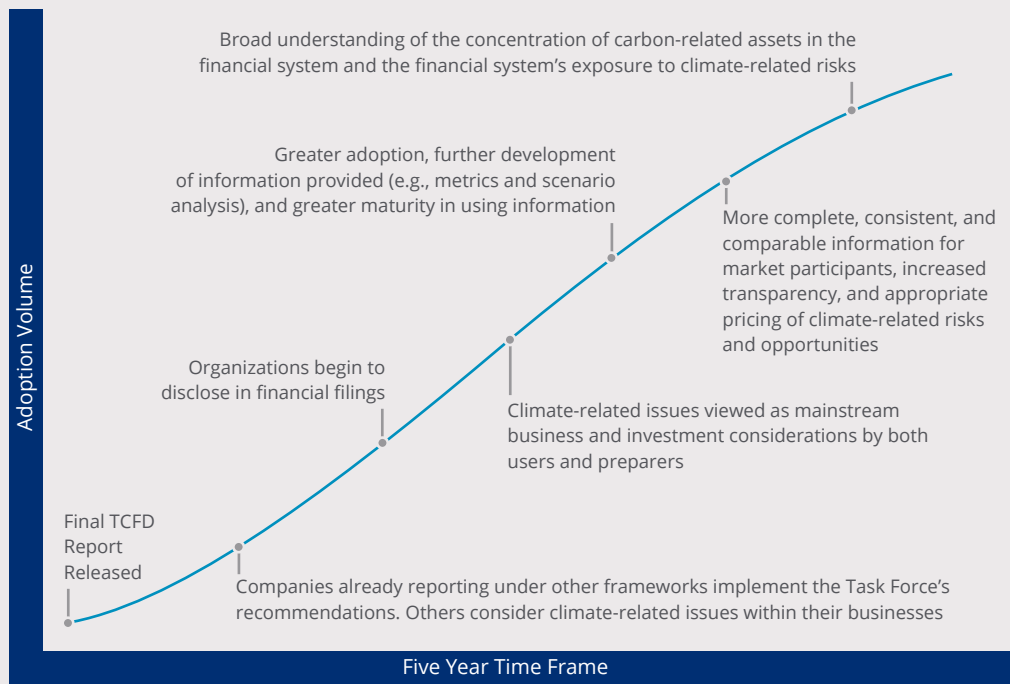 Broad understanding of the concentration of carbon-related assets in the
financial system and the financial system’s exposure to climate-related risks
Greater adoption, further development
of information provided (e.g., metrics and scenario
analysis), and greater maturity in using information
More complete, consistent, and
comparable information for
market participants, increased
transparency, and appropriate
pricing of climate-related risks
and opportunities
Adoption Volume
Organizations begin to
disclose in financial filings
Climate-related issues viewed as mainstream
business and investment considerations by both
users and preparers
Final TCFD
Report
Released
Companies already reporting under other frameworks implement the Task Force’s
recommendations. Others consider climate-related issues within their businesses
Five Year Time Frame